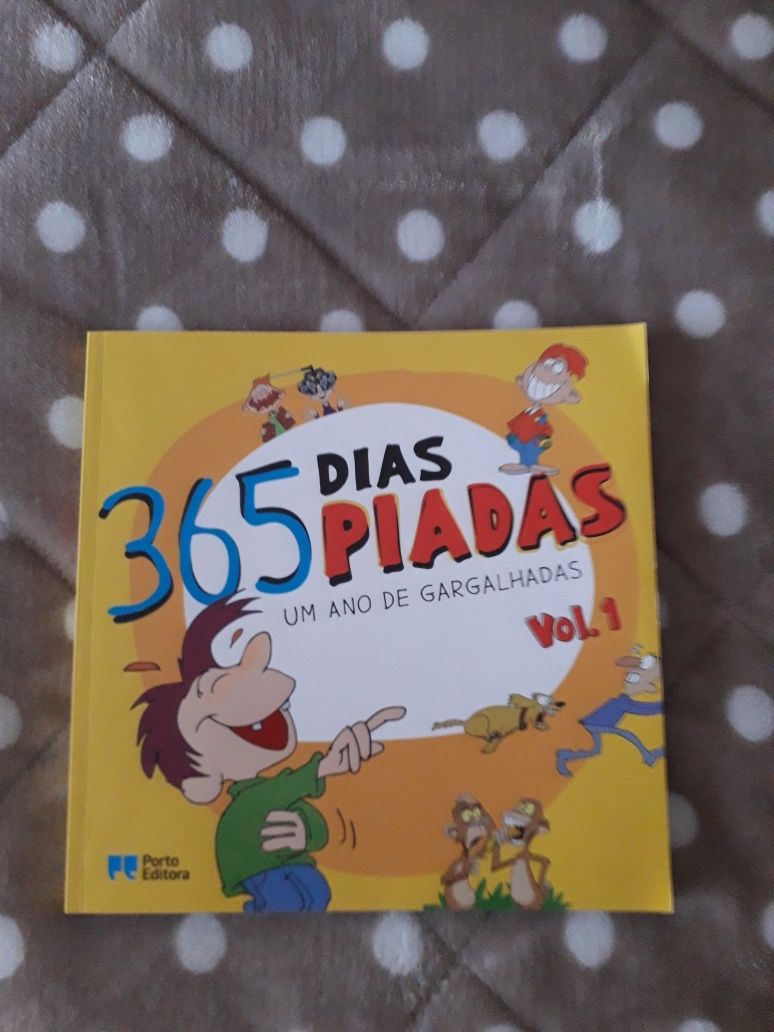 365 DIAS
PIADAS
UM ANO DE GARGALHADAS
VOL. 1
Porto
Editora